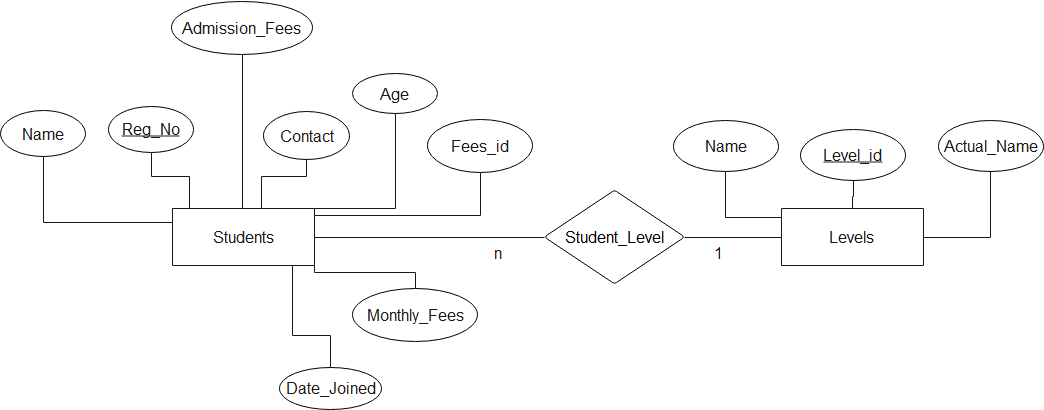 Admission_Fees
Age
Name
Reg_No
Contact
Fees_id
Name
Level_id
Actual_Name
Students
Student_Level
Levels
n
1
Monthly_Fees
Date_Joined